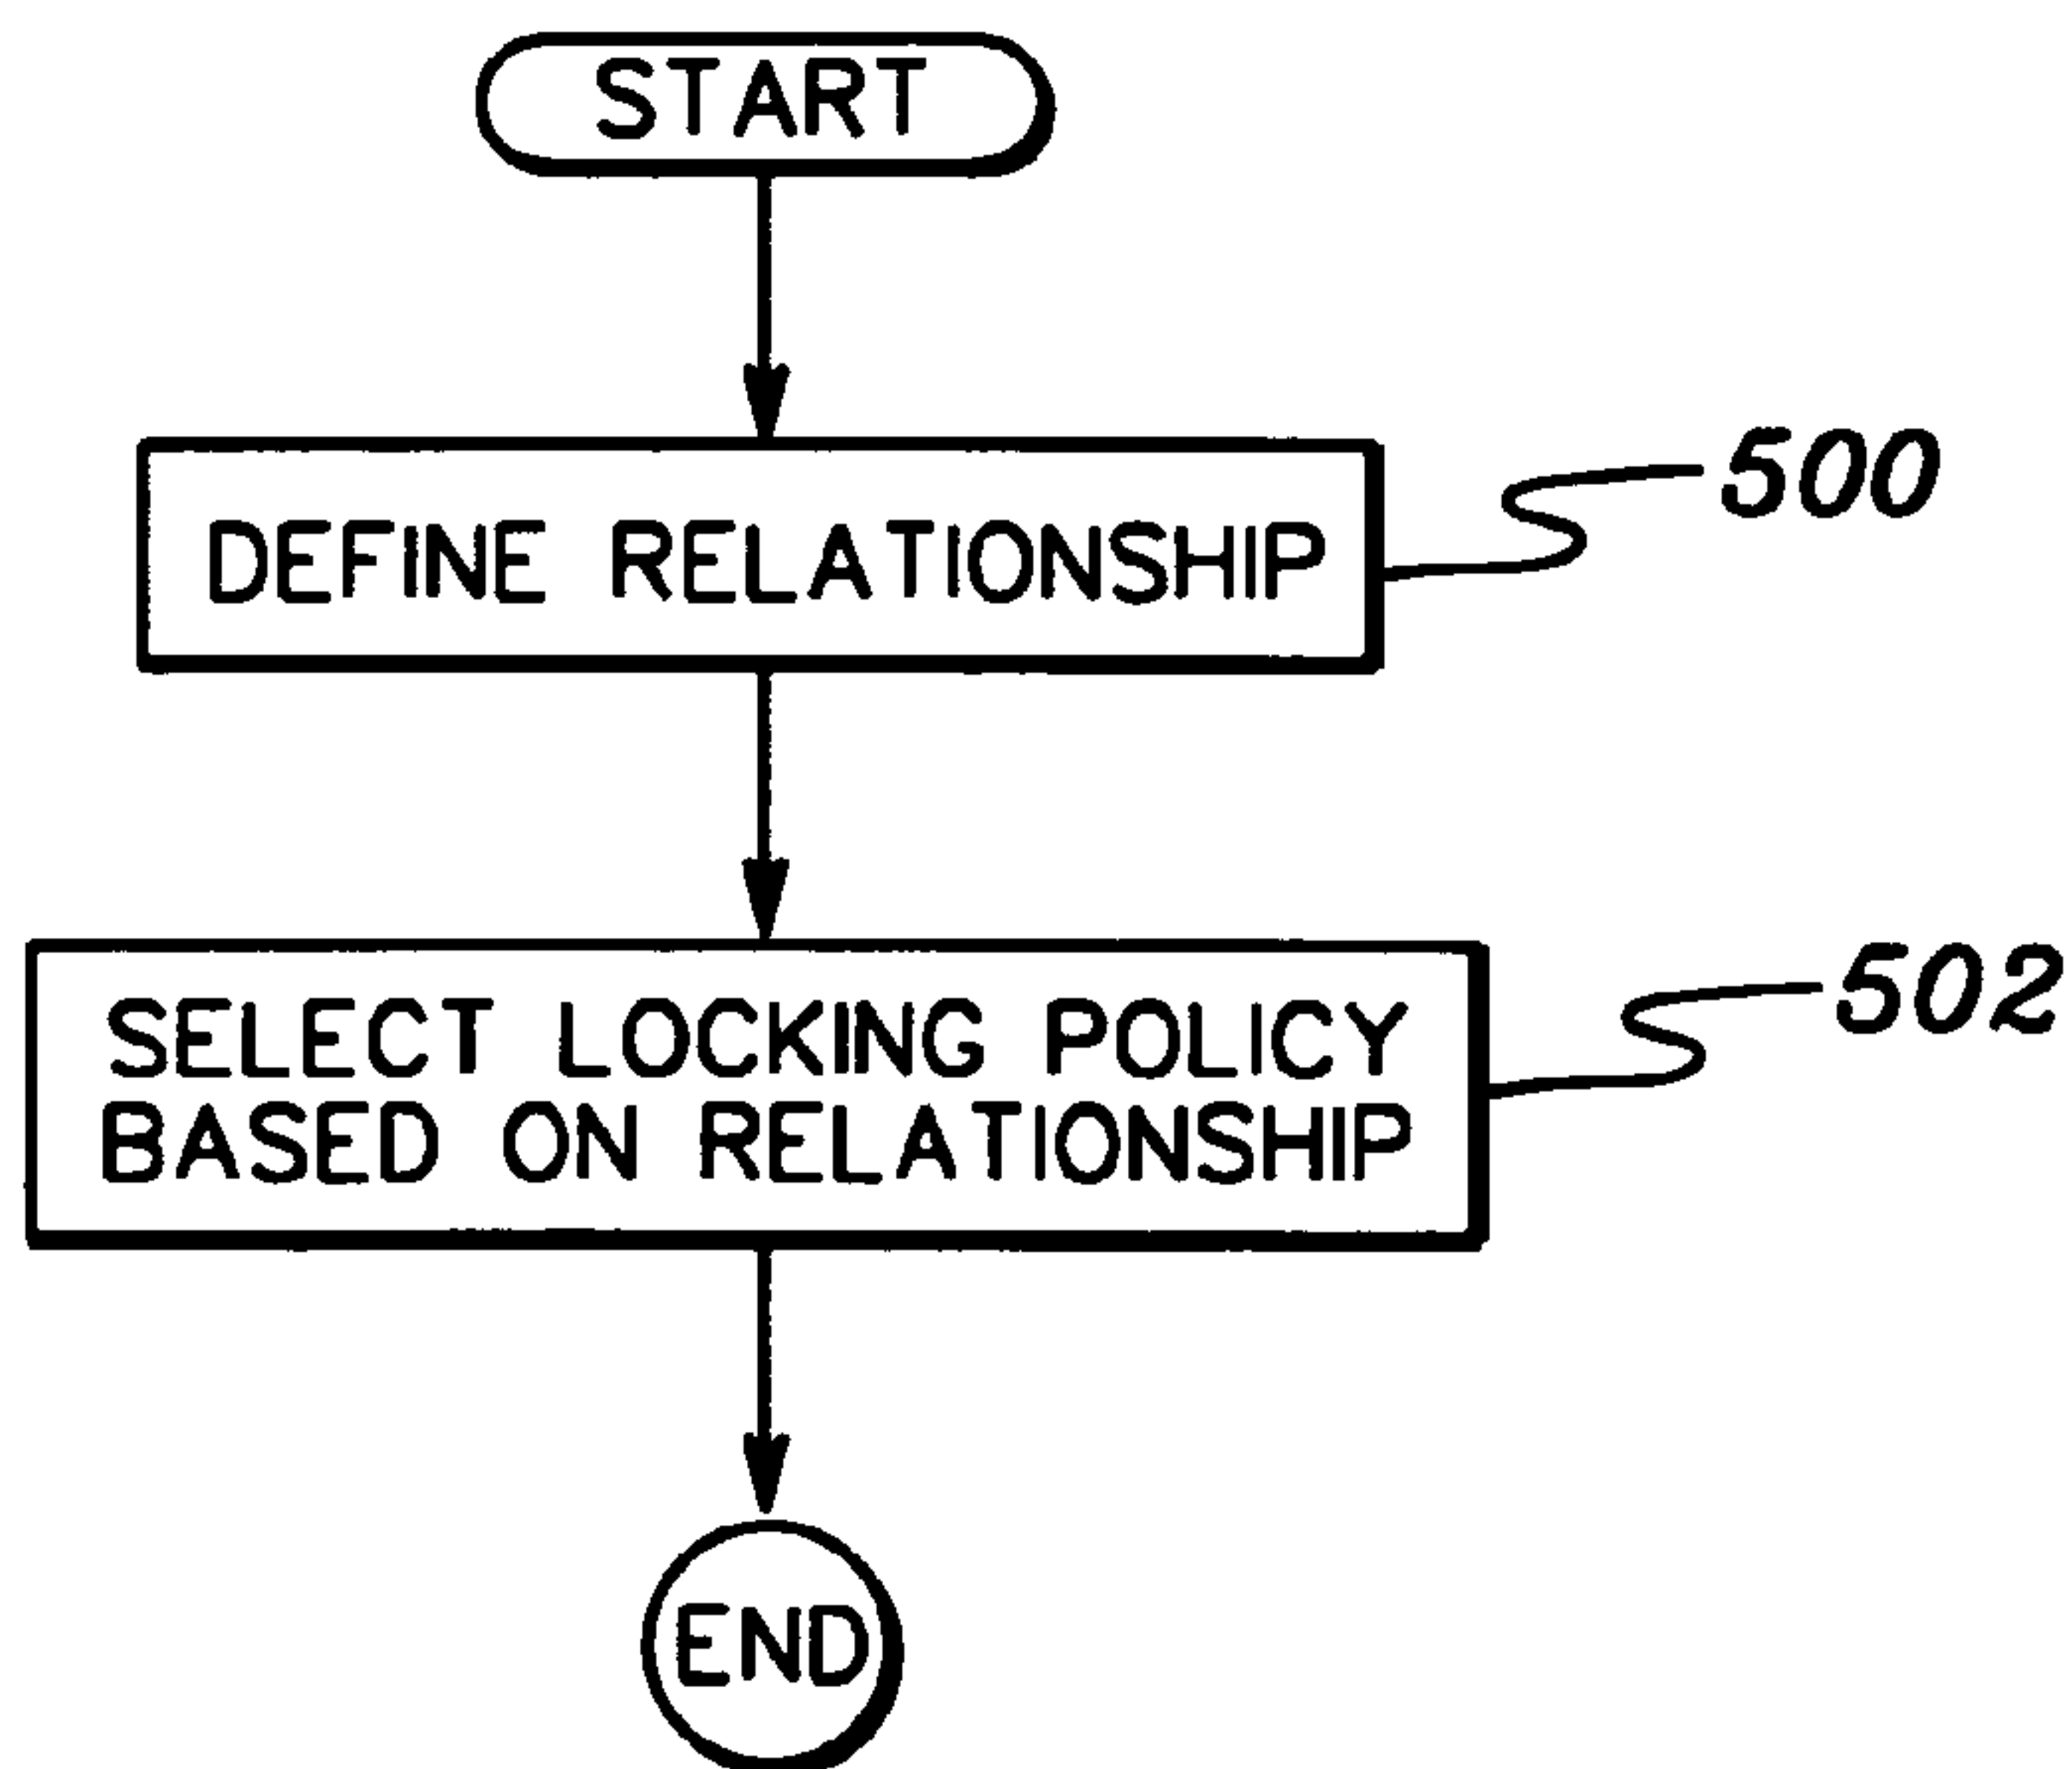 START
DEFINE RELATIONSHIP
500
SELECT LOCKING POLICY
BASED ON RELATIONSHIP
502
END